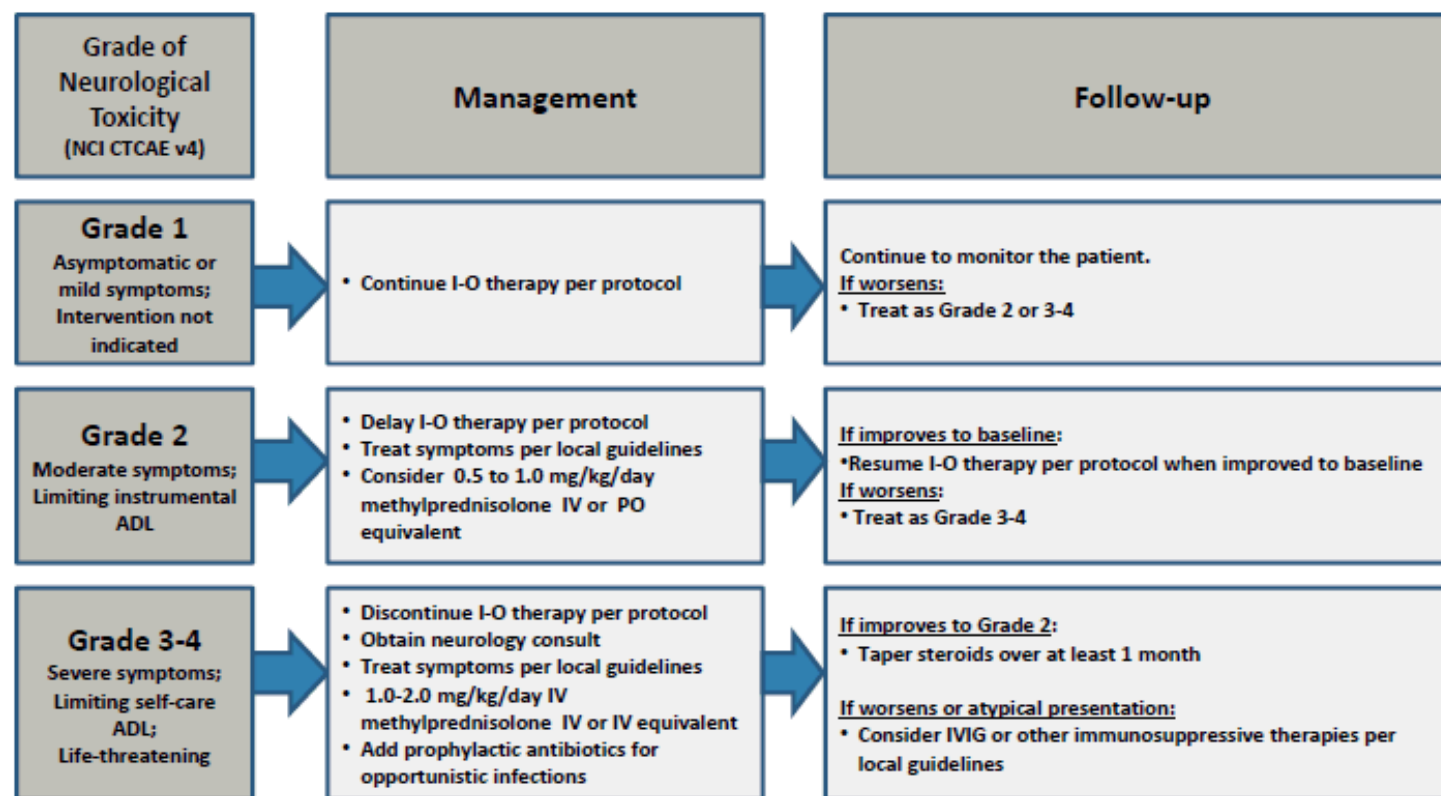 Grade of
Neurological
Toxicity
(NCI CTCAE v4)
Management
Follow-up
Grade 1
Asymptomatic or
mild symptoms;
Intervention not
indicated
• Continue I-O therapy per protocol
Continue to monitor the patient.
If worsens:
• Treat as Grade 2 or 3-4
Grade 2
Moderate symptoms;
Limiting instrumental
ADL
• Delay I-O therapy per protocol
• Treat symptoms per local guidelines
• Consider 0.5 to 1.0 mg/kg/day
methylprednisolone IV or PO
equivalent
If improves to baseline:
•Resume I-O therapy per protocol when improved to baseline
If worsens:
• Treat as Grade 3-4
Grade 3-4
Severe symptoms;
Limiting self-care
ADL;
Life-threatening
• Discontinue I-O therapy per protocol
• Obtain neurology consult
• Treat symptoms per local guidelines
• 1.0-2.0 mg/kg/day IV
methylprednisolone IV or IV equivalent
• Add prophylactic antibiotics for
opportunistic infections
If improves to Grade 2:
• Taper steroids over at least 1 month
If worsens or atypical presentation:
• Consider IVIG or other immunosuppressive therapies per
local guidelines